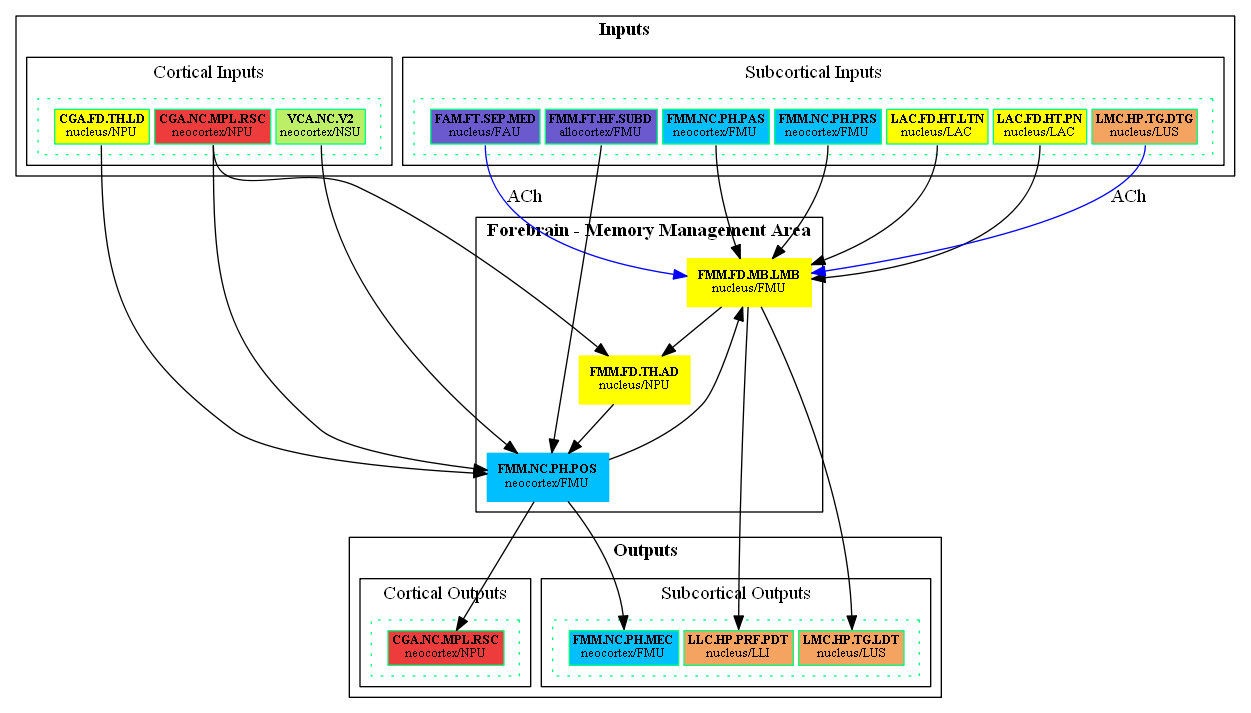 Inputs
Cortical Inputs
Subcortical Inputs
CGA.FD.TH.LD
nucleus/NPU
CGA.NC.MPL.RSC
neocortex/NPU
VCA.NC.V2
neocortex/NSU
FAM.FT.SEP.MED
nucleus/FAU
FMM.FT.HF.SUBD
allocortex/FMU
FMM.NC.PH.PAS
neocortex/FMU
FMM.NC.PH.PRS
neocortex/FMU
LAC.FD.HT.LTN
nucleus/LAC
LAC.FD.HT.PN
nucleus/LAC
LMC.HP.TG.DTG
nucleus/LUS
ACh
ACh
Forebrain - Memory Management Area
FMM.FD.MB.LMB
nucleus/FMU
FMM.FD.TH.AD
nucleus/NPU
FMM.NC.PH.POS
neocortex/FMU
Outputs
Cortical Outputs
Subcortical Outputs
CGA.NC.MPL.RSC
neocortex/NPU
FMM.NC.PH.MEC
neocortex/FMU
LLC.HP.PRF.PDT
nucleus/LLI
LMC.HP.TG.LDT
nucleus/LUS